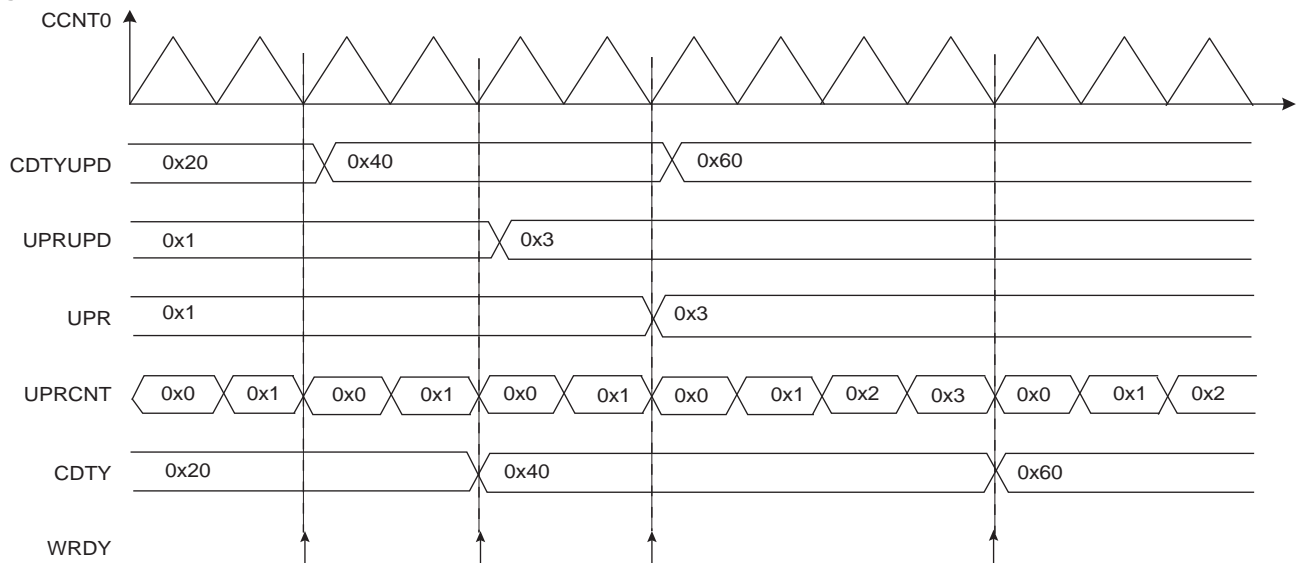 CCNT0
CDTYUPD 0x20 0x40 0x60
UPRUPD 0x1 0x3
UPR 0x1 0x3
UPRCNT 0x0 0x1 0x0 0x1 0x0 0x1 0x0 0x1 0x2 0x3 0x0 0x1 0x2
CDTY 0x20 0x40 0x60
WRDY